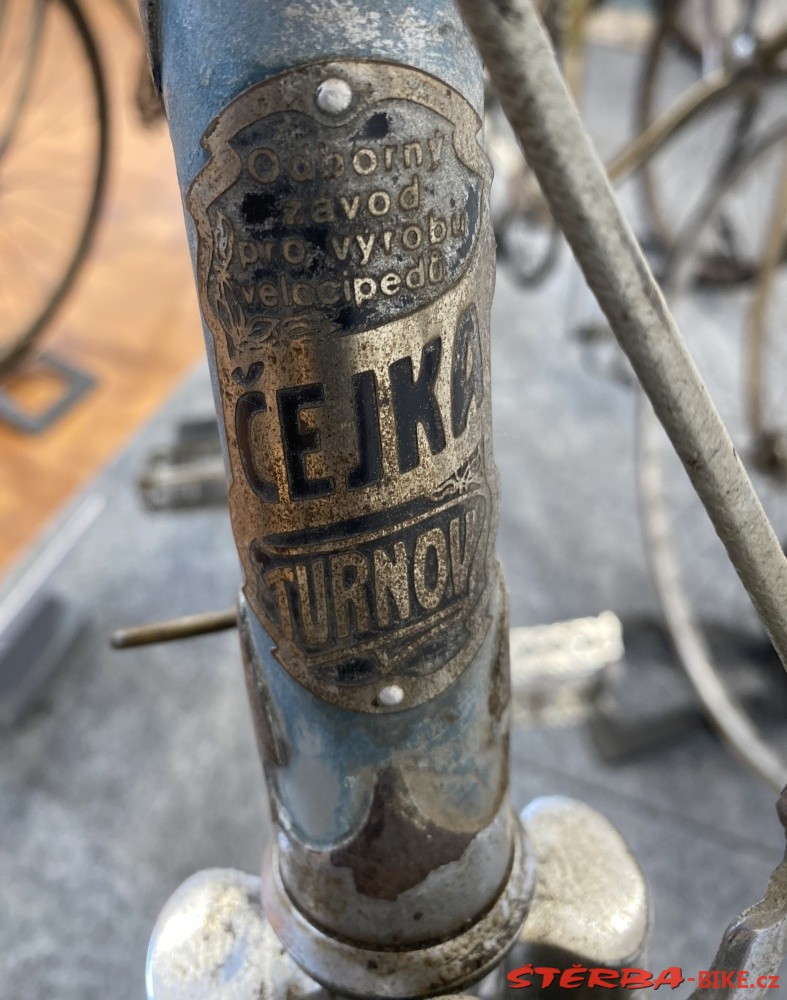 Odborný
závod
pro výrobu
velocipedů
ČEJKA
TURNOV
ŠTĚRBA-BIKE.cz